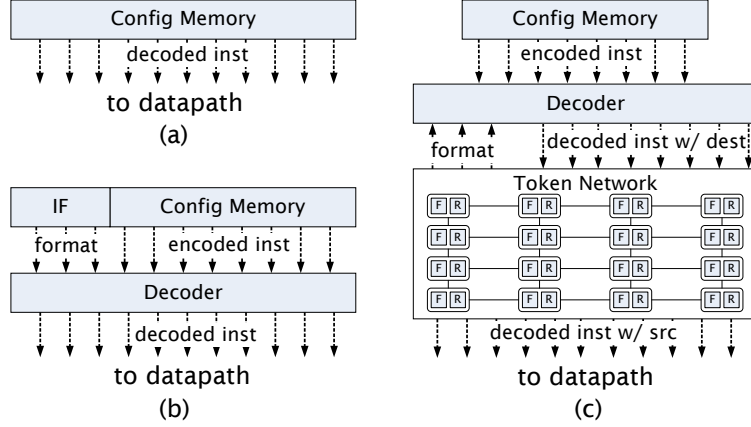 Config Memory
decoded inst
to datapath
(a)
IF Config Memory
format encoded inst
Decoder
decoded inst
to datapath
(b)
Config Memory
encoded inst
Decoder
format decoded inst w/ dest
Token Network
F R F R F R F R
F R F R F R F R
F R F R F R F R
F R F R F R F R
decoded inst w/ src
to datapath
(c)